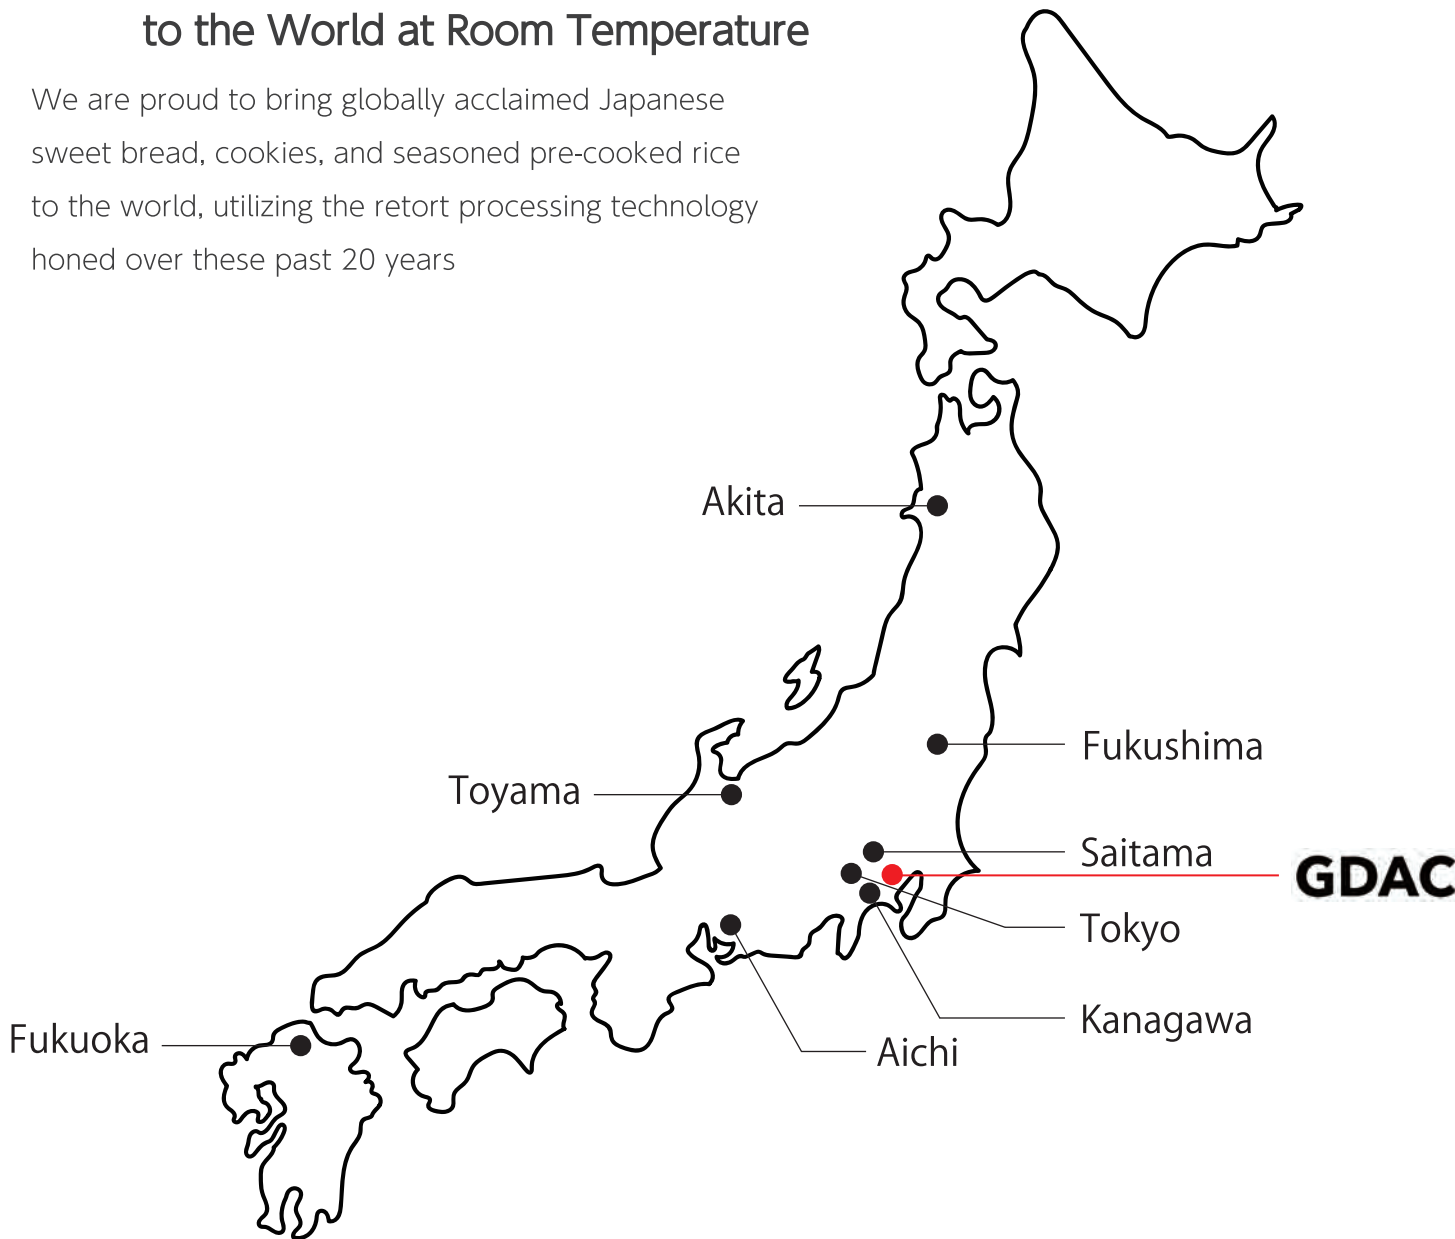 to the World at Room Temperature
We are proud to bring globally acclaimed Japanese
sweet bread, cookies, and seasoned pre-cooked rice
to the world, utilizing the retort processing technology
honed over these past 20 years
Akita
Fukushima
Toyama
Saitama
GDAC
Tokyo
Kanagawa
Fukuoka
Aichi